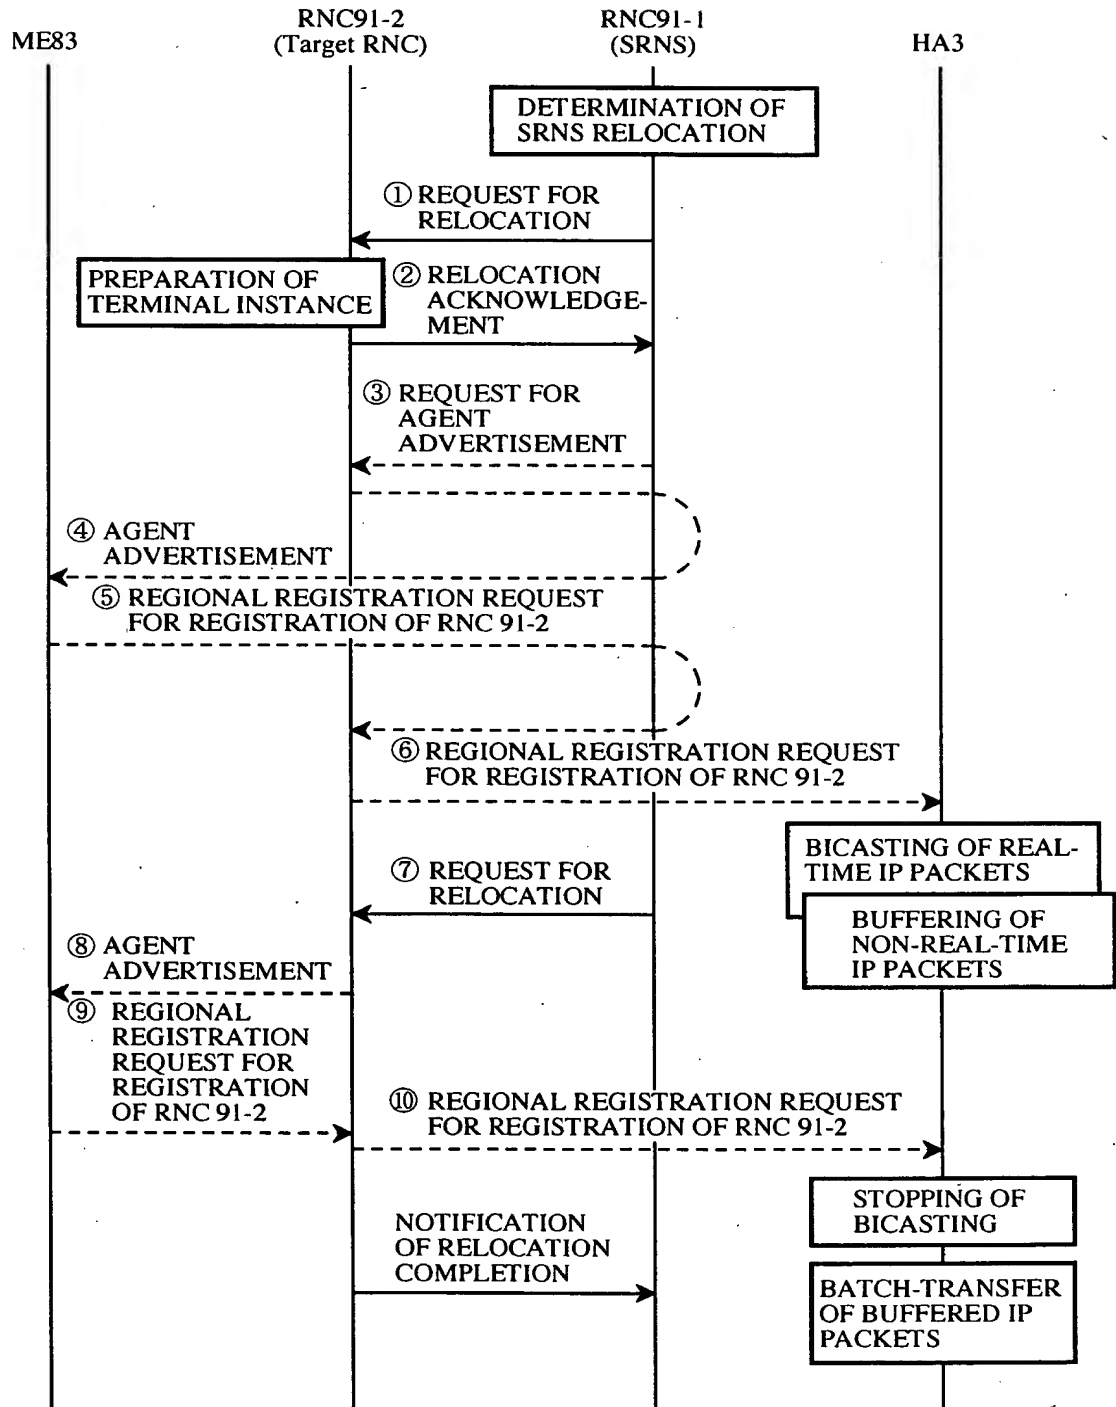 ME83
RNC91-2
(Target RNC)
RNC91-1
(SRNS)
HA3
DETERMINATION OF
SRNS RELOCATION
① REQUEST FOR
RELOCATION
PREPARATION OF
TERMINAL INSTANCE
② RELOCATION
ACKNOWLEDGE-
MENT
③ REQUEST FOR
AGENT
ADVERTISEMENT
④ AGENT
ADVERTISEMENT
⑤ REGIONAL REGISTRATION REQUEST
FOR REGISTRATION OF RNC 91-2
⑥ REGIONAL REGISTRATION REQUEST
FOR REGISTRATION OF RNC 91-2
BICASTING OF REAL-
TIME IP PACKETS
⑦ REQUEST FOR
RELOCATION
BUFFERING OF
NON-REAL-TIME
IP PACKETS
⑧ AGENT
ADVERTISEMENT
⑨ REGIONAL
REGISTRATION
REQUEST FOR
REGISTRATION
OF RNC 91-2
⑩ REGIONAL REGISTRATION REQUEST
FOR REGISTRATION OF RNC 91-2
STOPPING OF
BICASTING
NOTIFICATION
OF RELOCATION
COMPLETION
BATCH-TRANSFER
OF BUFFERED IP
PACKETS